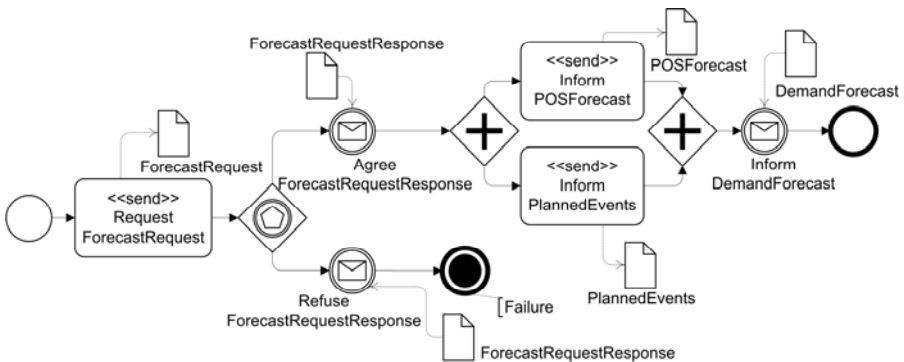 ForecastRequestResponse
<<send>>
Inform
POSForecast
POSForecast
DemandForecast
ForecastRequest
Agree
ForecastRequestResponse
Inform
DemandForecast
<<send>>
Inform
PlannedEvents
<<send>>
Request
ForecastRequest
PlannedEvents
Refuse
ForecastRequestResponse
[Failure
ForecastRequestResponse